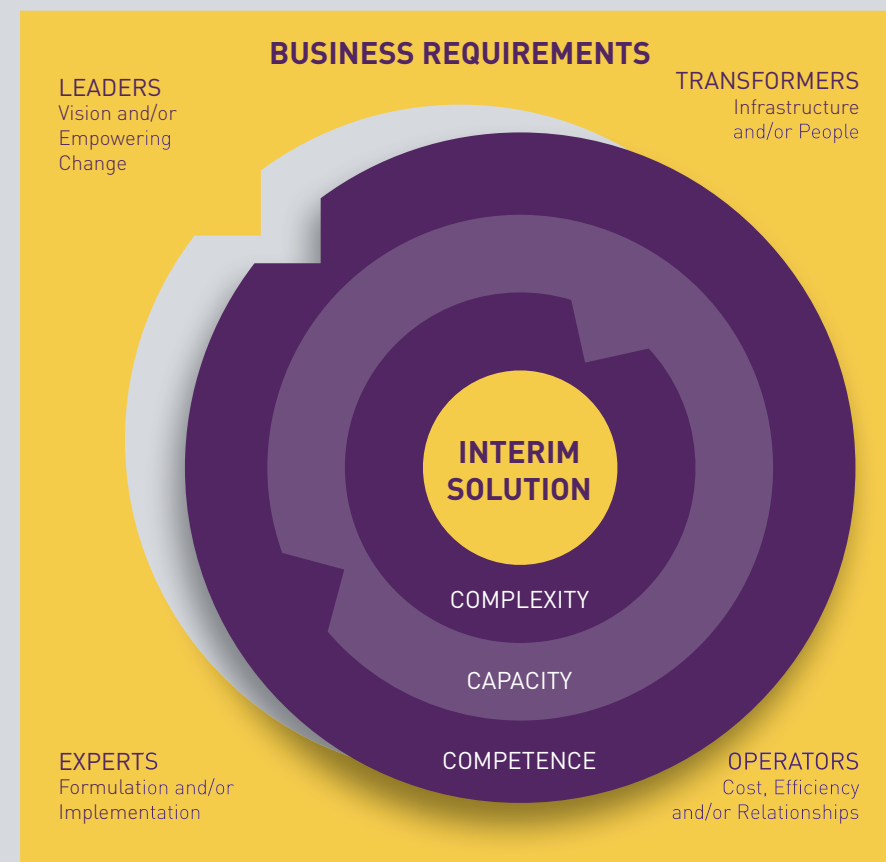 BUSINESS REQUIREMENTS
LEADERS
Vision and/or
Empowering
Change
TRANSFORMERS
Infrastructure
and/or People
INTERIM
SOLUTION
COMPLEXITY
CAPACITY
COMPETENCE
EXPERTS
Formulation and/or
Implementation
OPERATORS
Cost, Efficiency
and/or Relationships